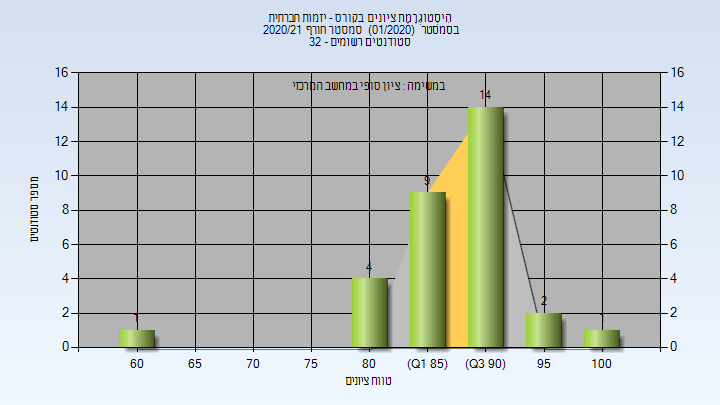 היסטוגרמת ציונים בקורס - יזמות חברתית
בסמסטר (01/2020) סמסטר חורף 2020/21
סטודנטים רשומים - 32
במשימה : ציון סופי במחשב המרכזי
מספר סטודנטים
16 16
14 14
12 12
10 10
8 8
6 6
4 4
2 2
0 0
1 4 9 14 2
60 65 70 75 80 (Q1 85) (Q3 90) 95 100
טווח ציונים